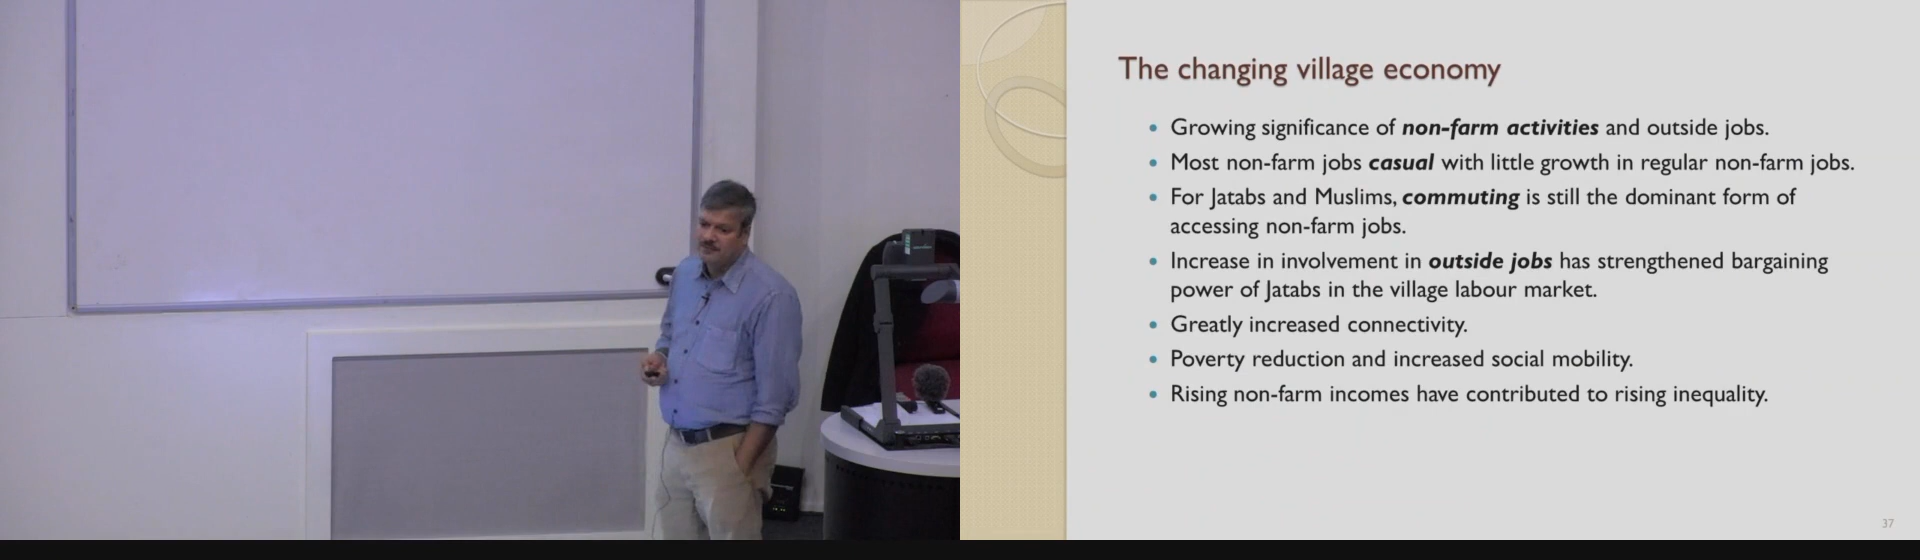 The changing village economy
• Growing significance of non-farm activities and outside jobs.
• Most non-farm jobs casual with little growth in regular non-farm jobs.
• For Jatabs and Muslims, commuting is still the dominant form of
accessing non-farm jobs.
• Increase in involvement in outside jobs has strengthened bargaining
power of Jatabs in the village labour market.
• Greatly increased connectivity.
• Poverty reduction and increased social mobility.
• Rising non-farm incomes have contributed to rising inequality.
37